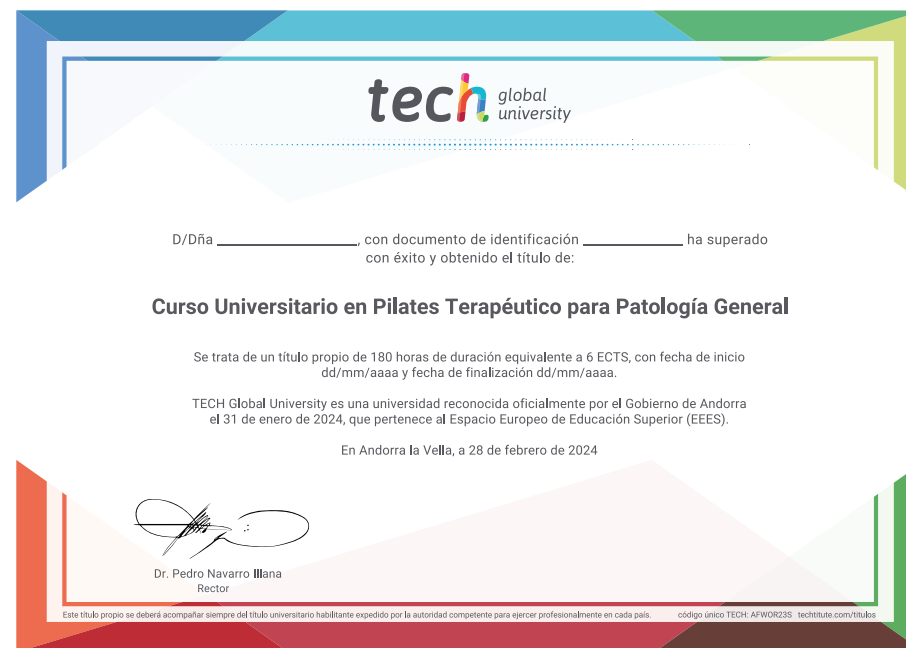 tech global university
D/Dña ________________, con documento de identificación ____________ ha superado
con éxito y obtenido el título de:
Curso Universitario en Pilates Terapéutico para Patología General
Se trata de un título propio de 180 horas de duración equivalente a 6 ECTS, con fecha de inicio
dd/mm/aaaa y fecha de finalización dd/mm/aaaa.
TECH Global University es una universidad reconocida oficialmente por el Gobierno de Andorra
el 31 de enero de 2024, que pertenece al Espacio Europeo de Educación Superior (EEES).
En Andorra la Vella, a 28 de febrero de 2024
Dr. Pedro Navarro Illana
Rector
Este título propio se deberá acompañar siempre del título universitario habilitante expedido por la autoridad competente para ejercer profesionalmente en cada país. código único TECH: AFWOR23S techtitute.com/titulos